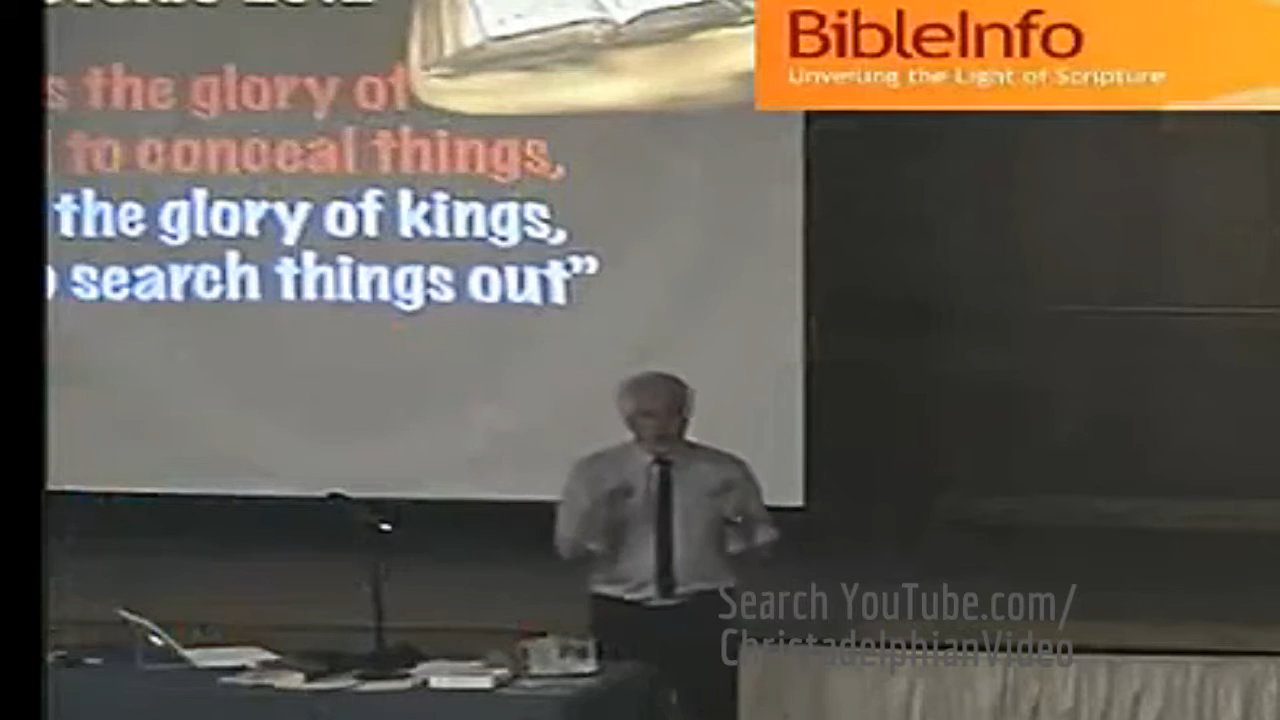 s the glory of
to conceal things,
the glory of kings,
search things out”
BibleInfo
Unveiling the Light of Scripture
Search YouTube.com/
ChristadelphianVideo